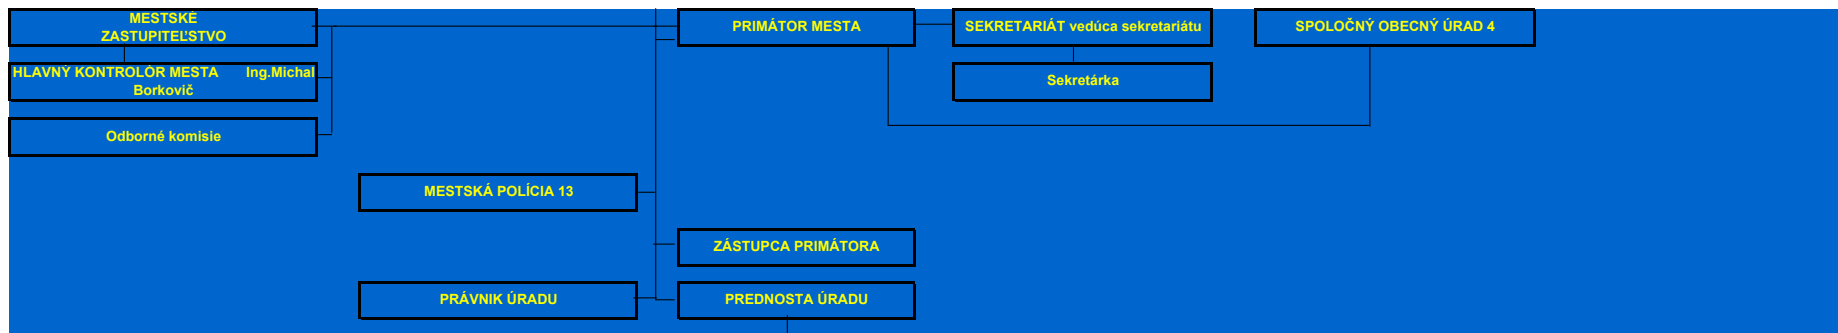 MESTSKÉ
ZASTUPITEĽSTVO
PRIMÁTOR MESTA
SEKRETARIÁT vedúca sekretariátu
SPOLOČNÝ OBECNÝ ÚRAD 4
HLAVNÝ KONTROLÓR MESTA Ing.Michal
Borkovič
Sekretárka
Odborné komisie
MESTSKÁ POLÍCIA 13
ZÁSTUPCA PRIMÁTORA
PRÁVNIK ÚRADU
PREDNOSTA ÚRADU